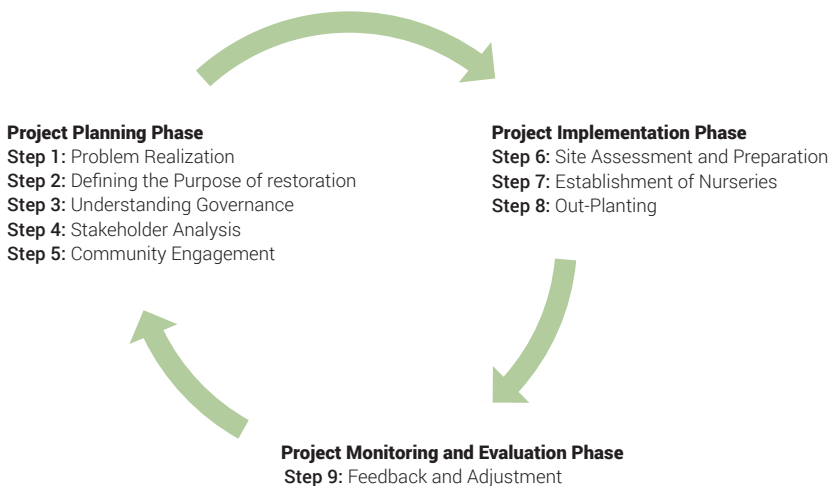 Project Planning Phase
Step 1: Problem Realization
Step 2: Defining the Purpose of restoration
Step 3: Understanding Governance
Step 4: Stakeholder Analysis
Step 5: Community Engagement
Project Implementation Phase
Step 6: Site Assessment and Preparation
Step 7: Establishment of Nurseries
Step 8: Out-Planting
Project Monitoring and Evaluation Phase
Step 9: Feedback and Adjustment